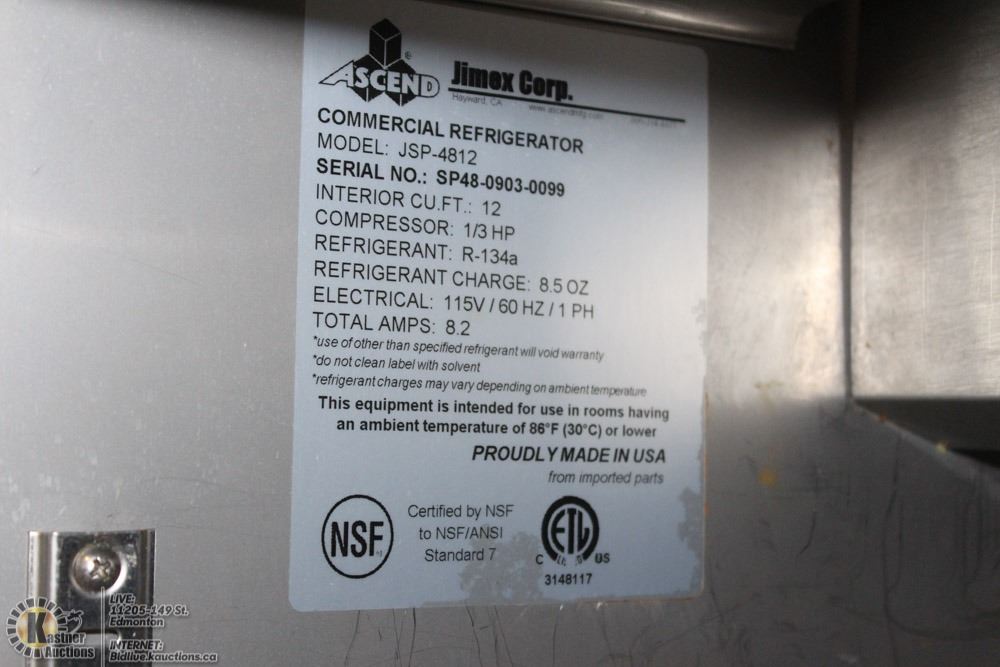 ASCEND ®
Jimex Corp.
Hayward, CA www.ascendmfg.com
COMMERCIAL REFRIGERATOR
MODEL: JSP-4812
SERIAL NO.: SP48-0903-0099
INTERIOR CU.FT.: 12
COMPRESSOR: 1/3 HP
REFRIGERANT: R-134a
REFRIGERANT CHARGE: 8.5 OZ
ELECTRICAL: 115V / 60 HZ / 1 PH
TOTAL AMPS: 8.2
*use of other than specified refrigerant will void warranty
*do not clean label with solvent
*refrigerant charges may vary depending on ambient temperature
This equipment is intended for use in rooms having
an ambient temperature of 86°F (30°C) or lower
PROUDLY MADE IN USA
from imported parts
NSF®
Certified by NSF
to NSF/ANSI
Standard 7
ETL
C US
3148117
K
Kastner
Auctions
LIVE:
11205-149 St.
Edmonton
INTERNET:
Bidlive.kauctions.ca